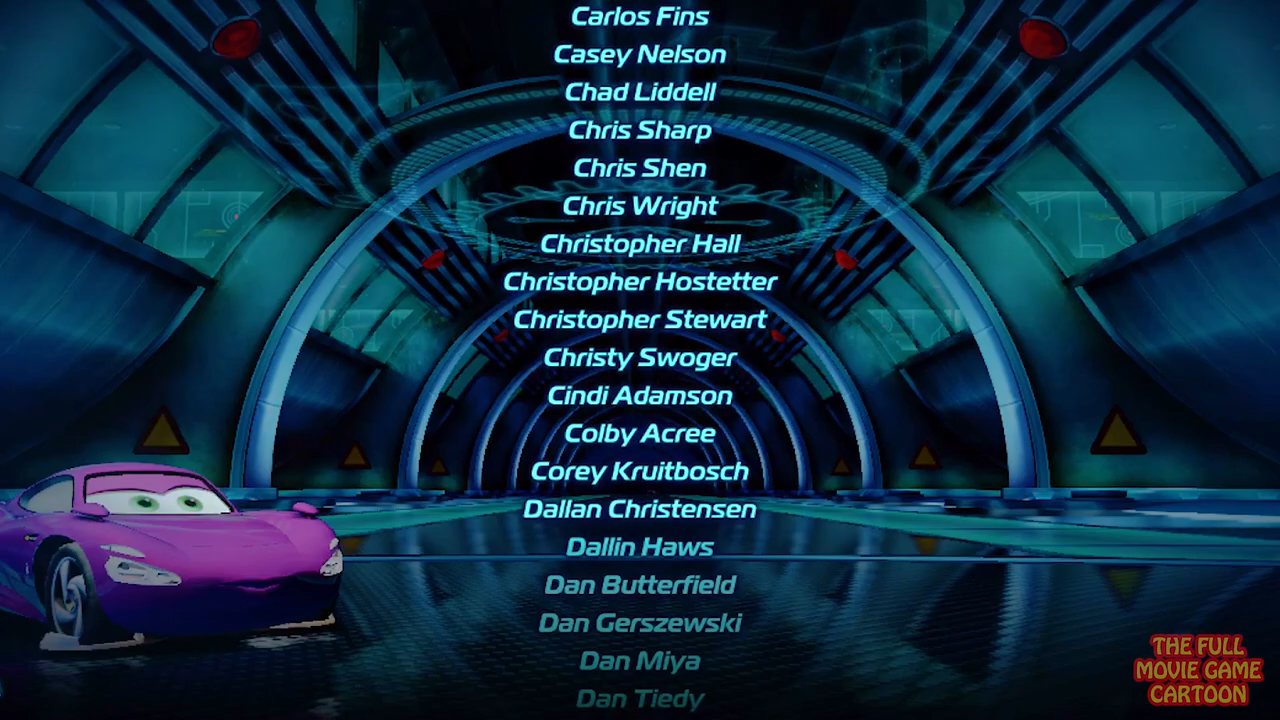 Carlos Fins
Casey Nelson
Chad Liddell
Chris Sharp
Chris Shen
Chris Wright
Christopher Hall
Christopher Hostetter
Christopher Stewart
Christy Swoger
Cindi Adamson
Colby Acree
Corey Kruitbosch
Dallan Christensen
Dallin Haws
Dan Butterfield
Dan Gerszewski
Dan Miya
Dan Tiedy
THE FULL
MOVIE GAME
CARTOON